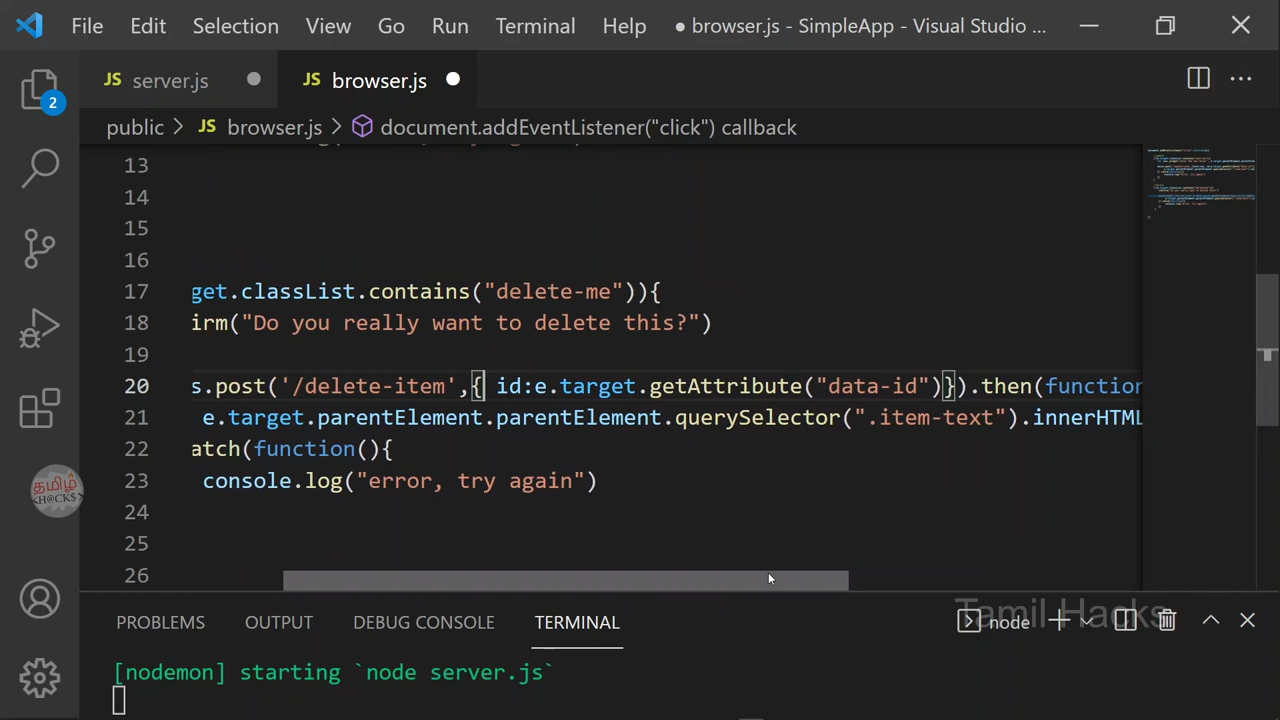 File Edit Selection View Go Run Terminal Help ● browser.js - SimpleApp - Visual Studio ...
JS server.js JS browser.js
public > JS browser.js > document.addEventListener("click") callback
2
13
14
15
16
17 get.classList.contains("delete-me")){
18 irm("Do you really want to delete this?")
19
20 s.post('/delete-item',{ id:e.target.getAttribute("data-id")}).then(function
21 e.target.parentElement.parentElement.querySelector(".item-text").innerHTML
22 atch(function(){
23 console.log("error, try again")
24
25
26
தமிழ்
<H@CK$>
Tamil Hacks
PROBLEMS OUTPUT DEBUG CONSOLE TERMINAL node
[nodemon] starting `node server.js`